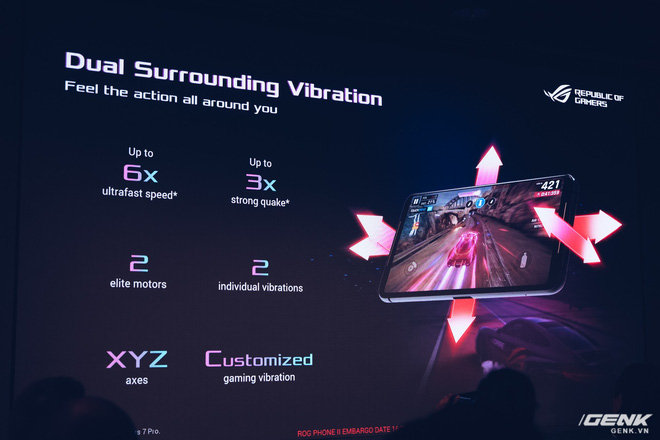 Dual Surrounding Vibration
Feel the action all around you
REPUBLIC OF
GAMERS
Up to
6x
ultrafast speed*
Up to
3x
strong quake*
2
elite motors
2
individual vibrations
XYZ
axes
Customized
gaming vibration
421
7 Pro.
ROG PHONE II EMBARGO DATE
GENK
GENK.VN